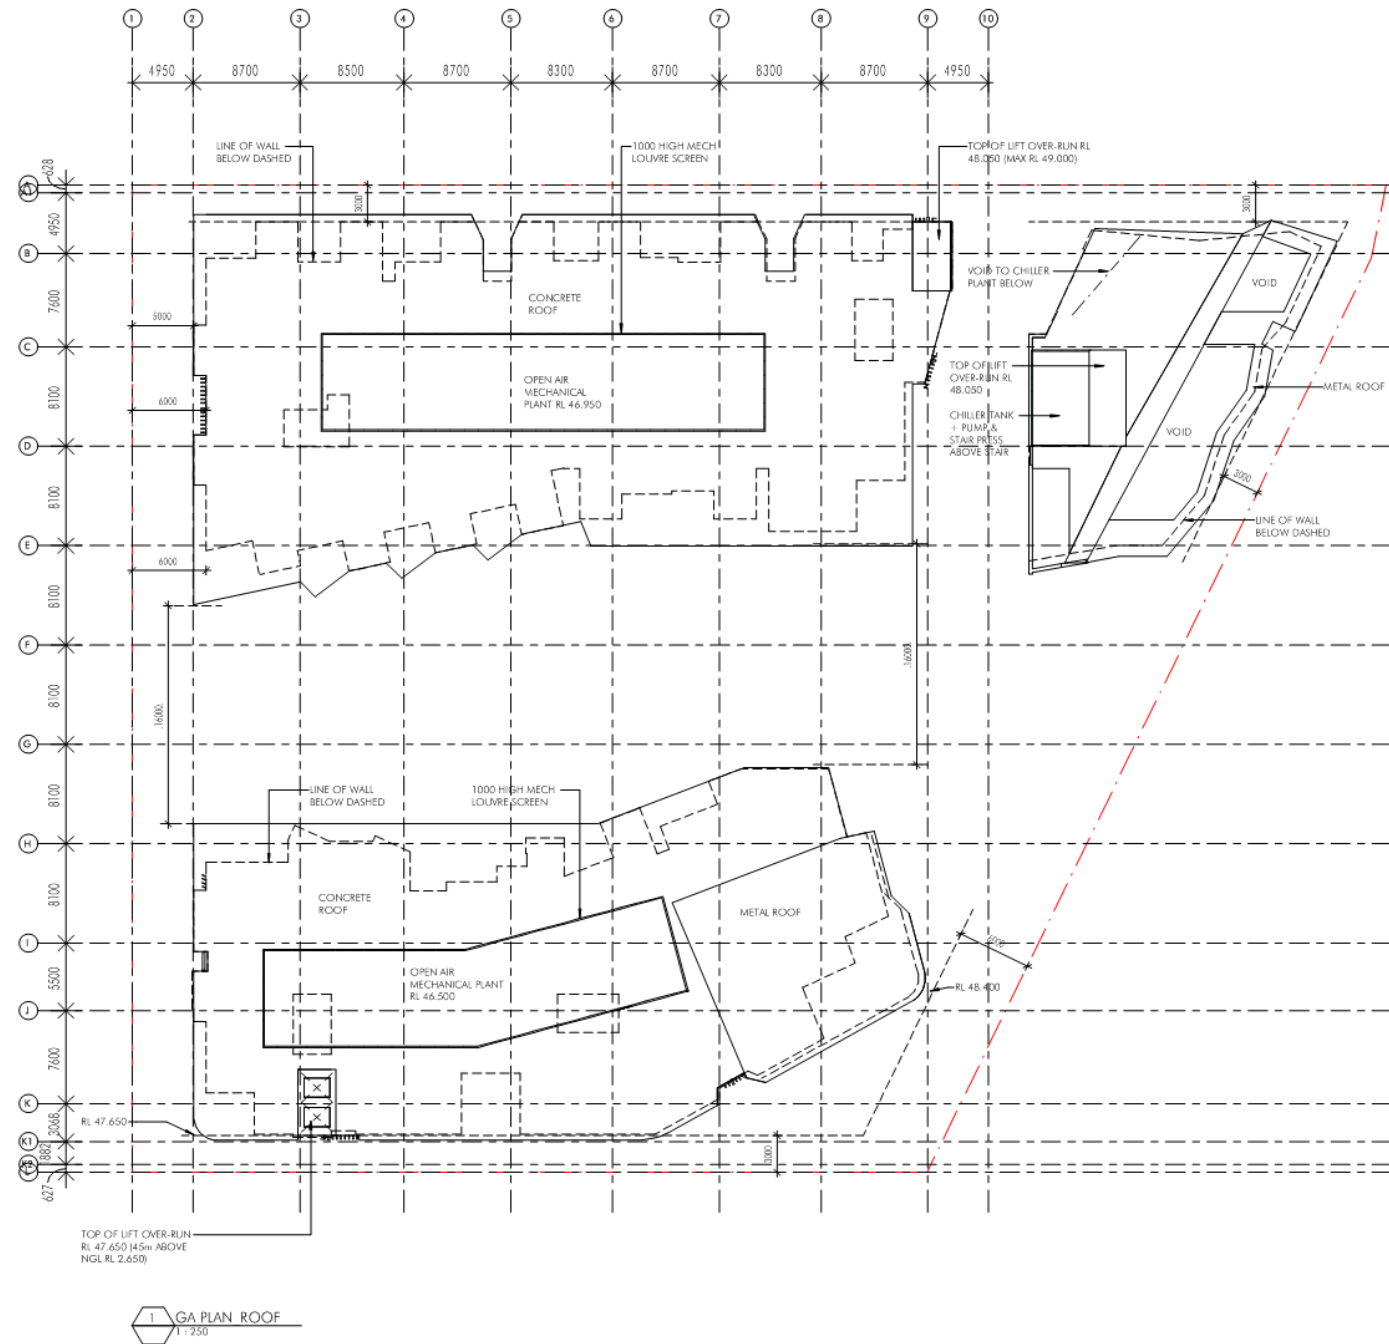 1 2 3 4 5 6 7 8 9 10
4950 8700 8500 8700 8300 8700 8300 8700 4950
628
LINE OF WALL
BELOW DASHED
1000 HIGH MECH
LOUVRE SCREEN
TOP OF LIFT OVER-RUN RL
48.050 (MAX RL 49.000)
3000
3000
4950
B
VOID TO CHILLER
PLANT BELOW
VOID
7600
CONCRETE
ROOF
5000
C
TOP OF LIFT
OVER-RUN RL
48.050
OPEN AIR
MECHANICAL
PLANT RL 46.950
METAL ROOF
8100
6000
CHILLER TANK
+ PUMP &
STAIR PRESS
ABOVE STAIR
VOID
D
3000
8100
LINE OF WALL
BELOW DASHED
E
6000
8100
F
.16000.
8100
.16000.
G
8100
LINE OF WALL
BELOW DASHED
1000 HIGH MECH
LOUVRE SCREEN
H
8100
CONCRETE
ROOF
METAL ROOF
I
5500
OPEN AIR
MECHANICAL PLANT
RL 46.500
RL 48.400
J
7600
K
3068
RL 47.650
K1
882
3000
627
TOP OF LIFT OVER-RUN
RL 47.650 (45m ABOVE
NGL RL 2.650)
1 GA PLAN ROOF
1 : 250